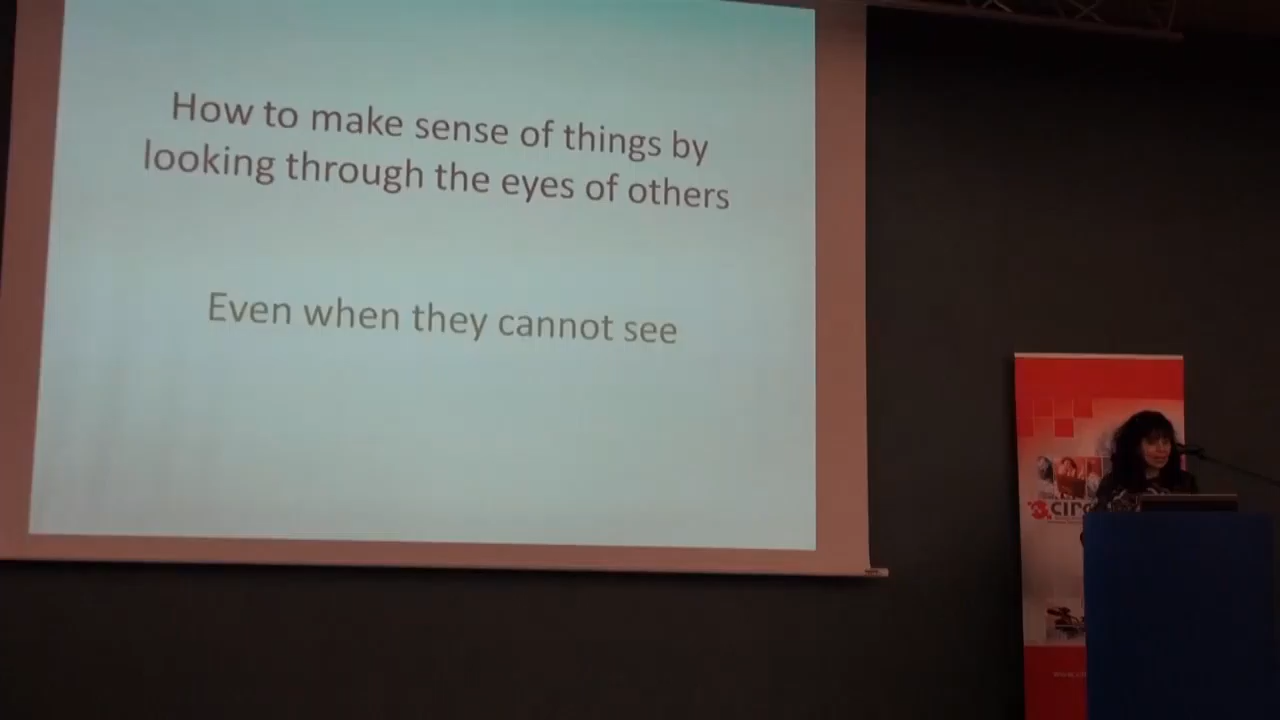 How to make sense of things by
looking through the eyes of others
Even when they cannot see